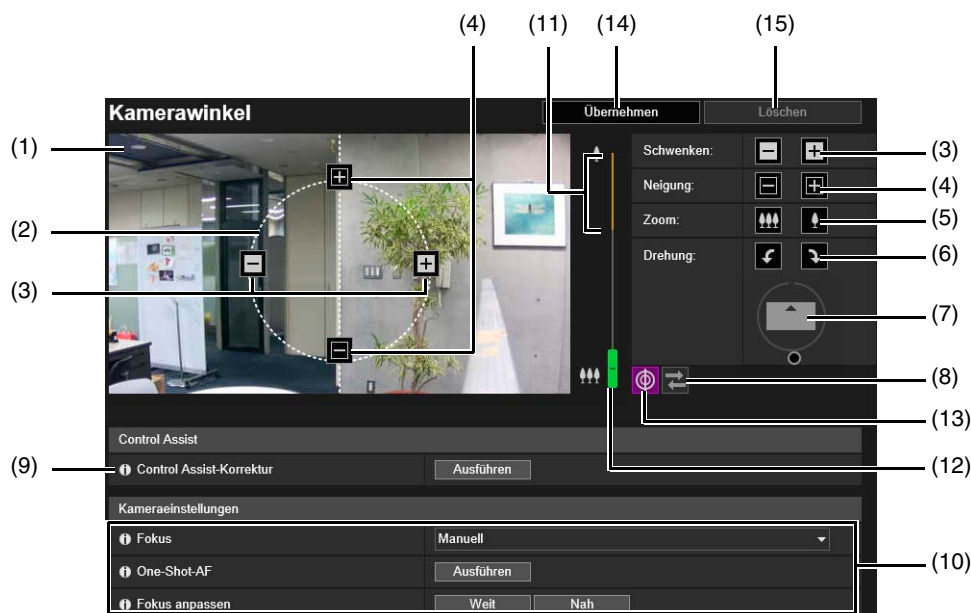 (4) (11) (14) (15)
Kamerawinkel
Übernehmen
Löschen
(1)
(2)
(3)
Schwenken:
(3)
Neigung:
(4)
Zoom:
(5)
Drehung:
(6)
(7)
(8)
(13)
(12)
Control Assist
(9)
Control Assist-Korrektur
Ausführen
Kameraeinstellungen
Fokus
Manuell
(10)
One-Shot-AF
Ausführen
Fokus anpassen
Weit
Nah